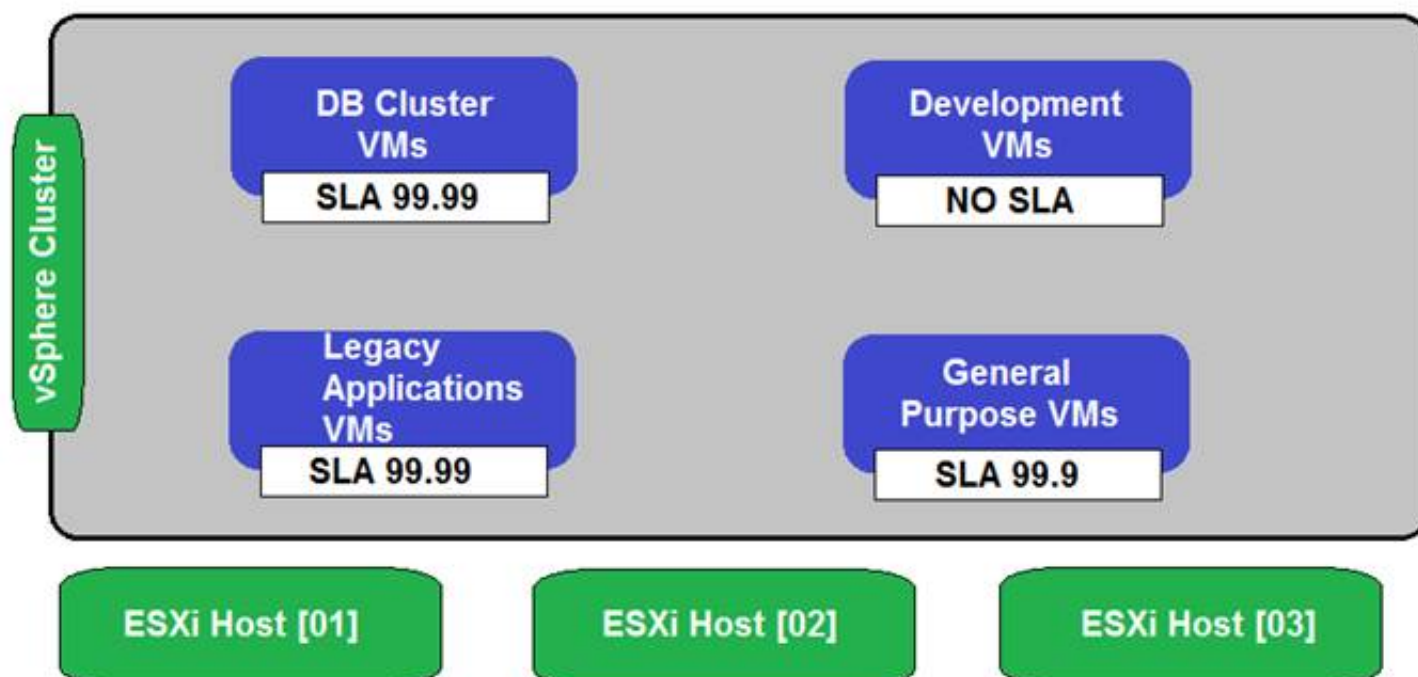 vSphere Cluster
DB Cluster
VMs
SLA 99.99
Development
VMs
NO SLA
Legacy
Applications
VMs
SLA 99.99
General
Purpose VMs
SLA 99.9
ESXi Host [01]
ESXi Host [02]
ESXi Host [03]